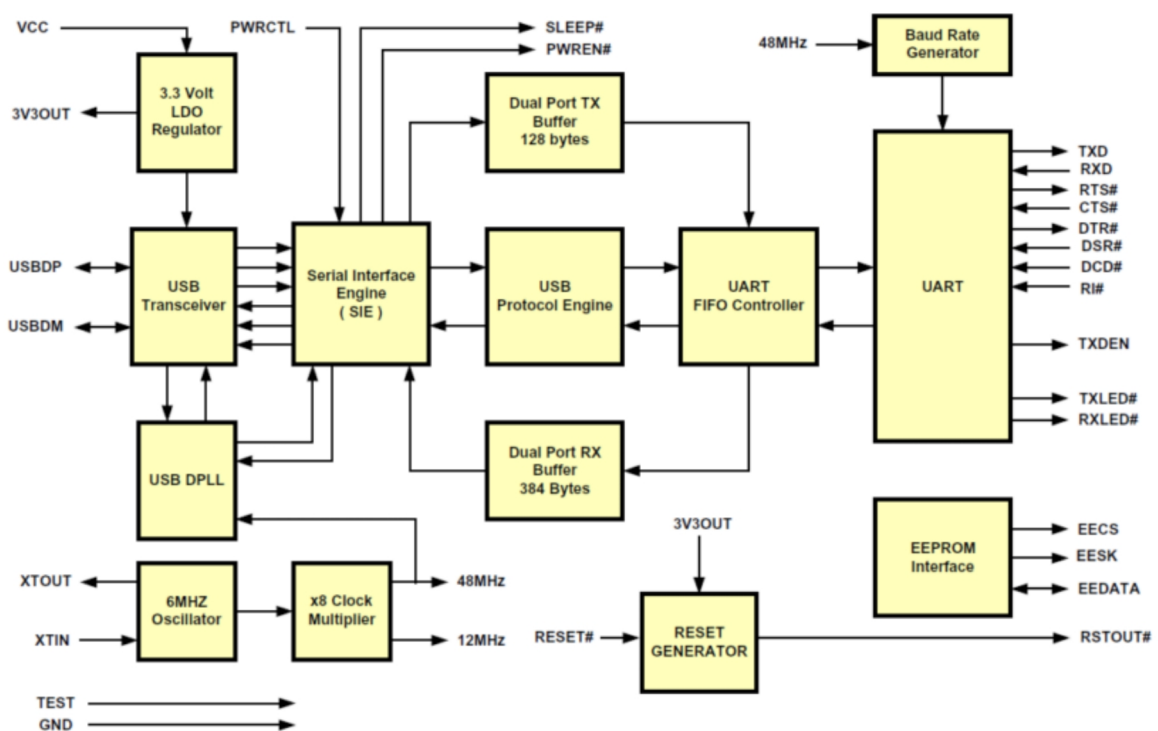 VCC
PWRCTL
SLEEP#
PWREN#
48MHz
Baud Rate
Generator
3V3OUT
3.3 Volt
LDO
Regulator
Dual Port TX
Buffer
128 bytes
TXD
RXD
RTS#
CTS#
DTR#
DSR#
DCD#
RI#
USBDP
USBDM
USB
Transceiver
Serial Interface
Engine
( SIE )
USB
Protocol Engine
UART
FIFO Controller
UART
TXDEN
TXLED#
RXLED#
USB DPLL
Dual Port RX
Buffer
384 Bytes
3V3OUT
EEPROM
Interface
EECS
EESK
EEDATA
XTOUT
XTIN
6MHZ
Oscillator
x8 Clock
Multiplier
48MHz
12MHz
RESET#
RESET
GENERATOR
RSTOUT#
TEST
GND